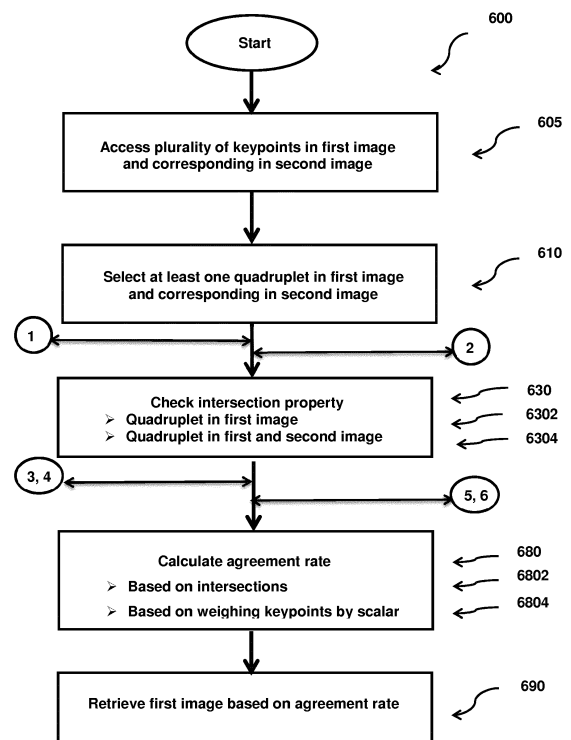 Start
600
Access plurality of keypoints in first image
and corresponding in second image
605
Select at least one quadruplet in first image
and corresponding in second image
610
1
2
Check intersection property
630
➢ Quadruplet in first image
6302
➢ Quadruplet in first and second image
6304
3, 4
5, 6
Calculate agreement rate
680
➢ Based on intersections
6802
➢ Based on weighing keypoints by scalar
6804
Retrieve first image based on agreement rate
690